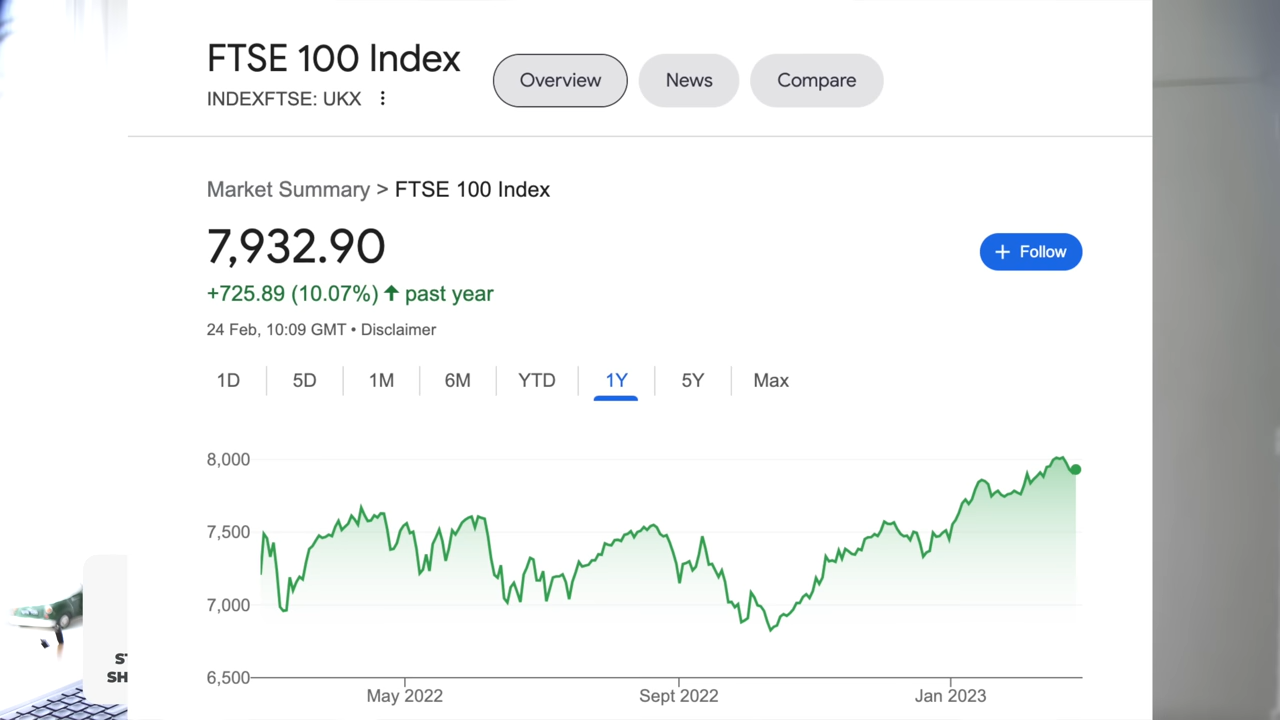 FTSE 100 Index
INDEXFTSE: UKX
Overview
News
Compare
Market Summary > FTSE 100 Index
7,932.90
+ Follow
+725.89 (10.07%) ↑ past year
24 Feb, 10:09 GMT • Disclaimer
1D 5D 1M 6M YTD 1Y 5Y Max
8,000
7,500
7,000
6,500
May 2022 Sept 2022 Jan 2023
SH